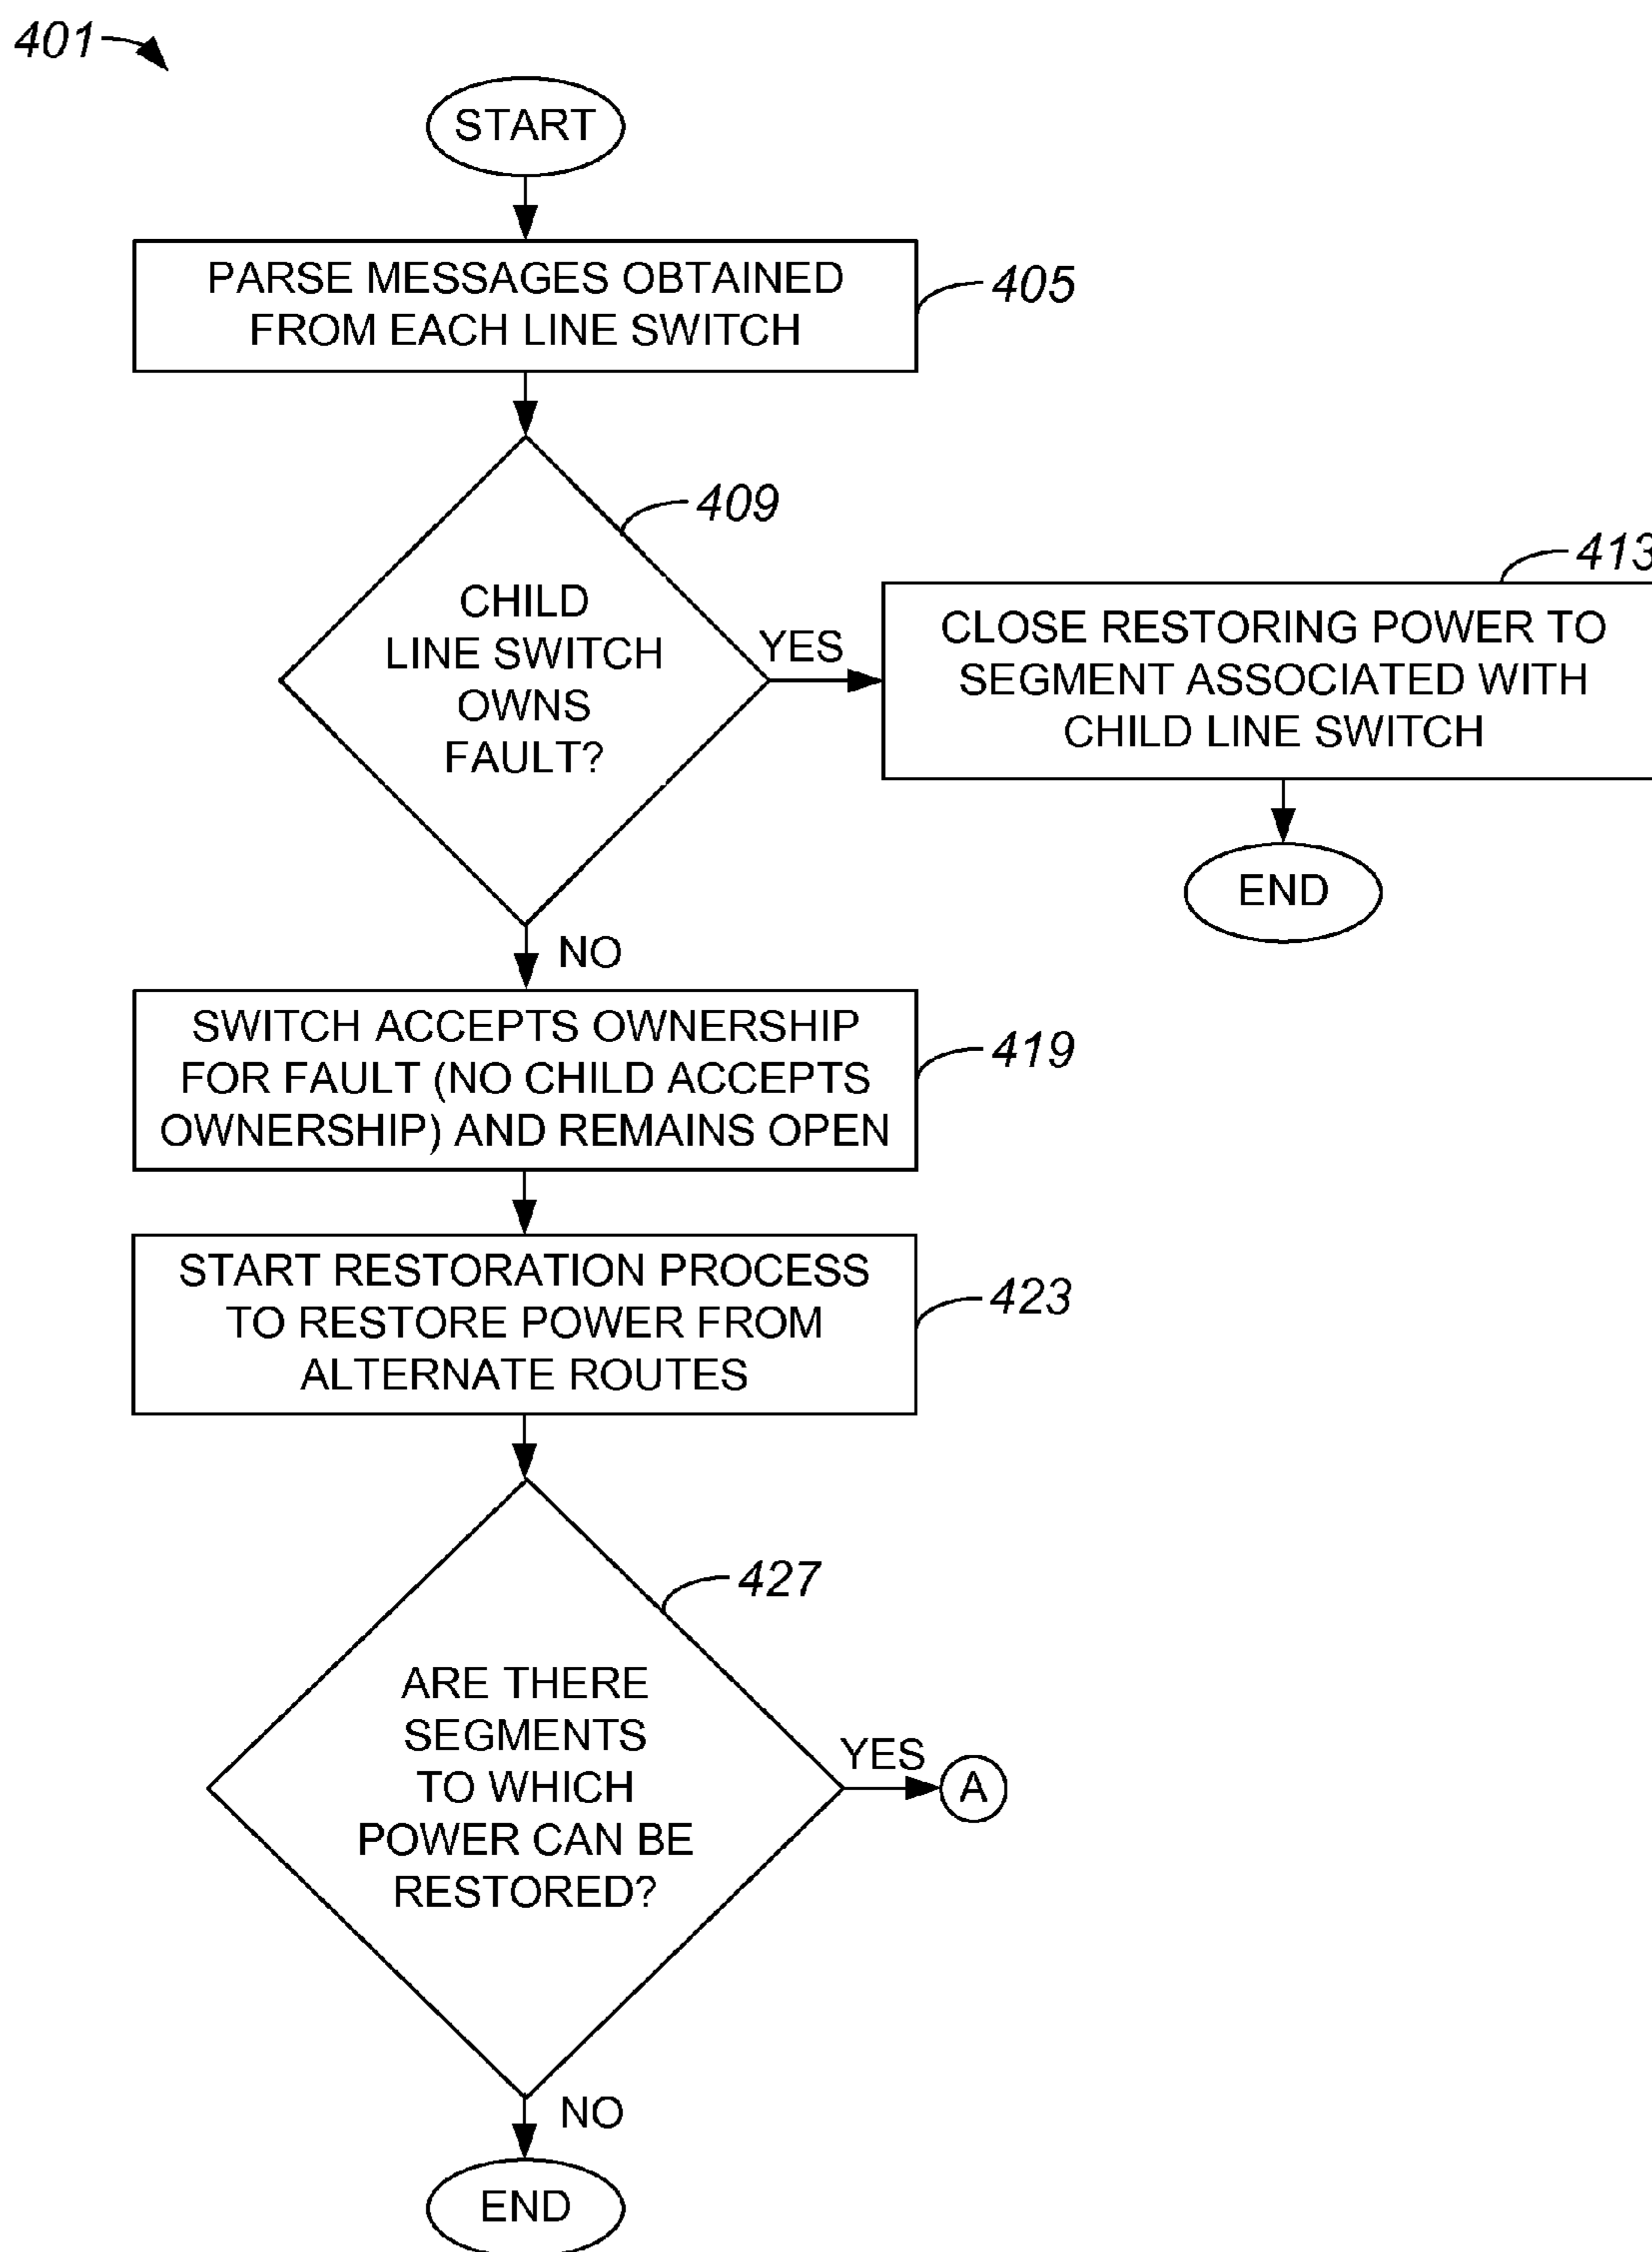 401
START
PARSE MESSAGES OBTAINED
FROM EACH LINE SWITCH
405
409
CHILD
LINE SWITCH
OWNS
FAULT?
YES
413
CLOSE RESTORING POWER TO
SEGMENT ASSOCIATED WITH
CHILD LINE SWITCH
END
NO
SWITCH ACCEPTS OWNERSHIP
FOR FAULT (NO CHILD ACCEPTS
OWNERSHIP) AND REMAINS OPEN
419
START RESTORATION PROCESS
TO RESTORE POWER FROM
ALTERNATE ROUTES
423
427
ARE THERE
SEGMENTS
TO WHICH
POWER CAN BE
RESTORED?
YES
A
NO
END